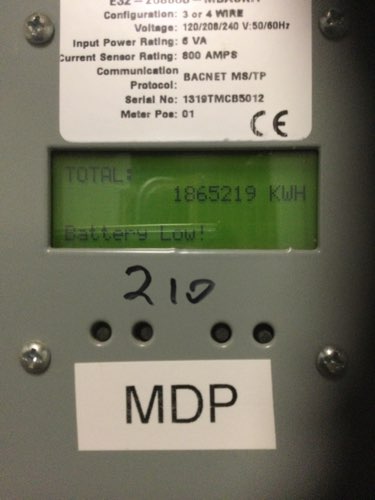 Configuration: 3 or 4 WIRE
Voltage: 120/208/240 V:50/60Hz
Input Power Rating: 6 VA
Current Sensor Rating: 800 AMPS
Communication
Protocol: BACNET MS/TP
Serial No: 1319TMCB5012
Meter Pos: 01
CE
TOTAL:
1865219 KWH
Battery Low!
210
MDP